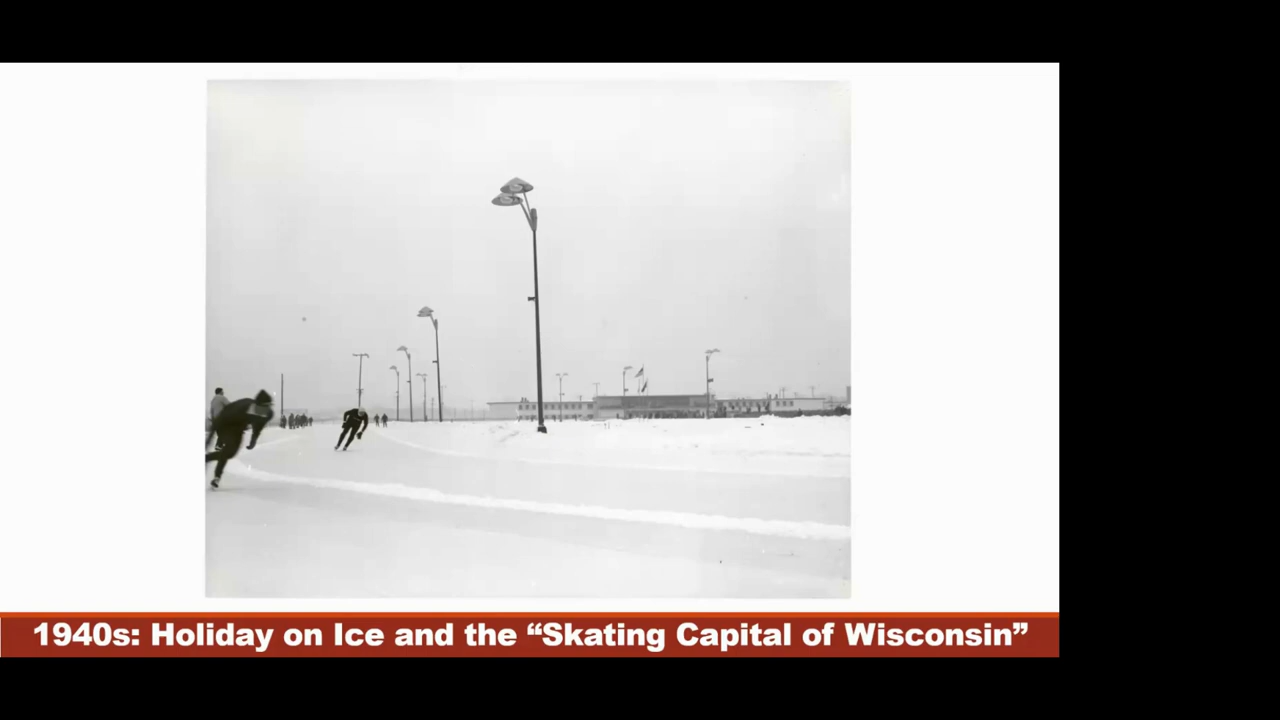 1940s: Holiday on Ice and the “Skating Capital of Wisconsin”